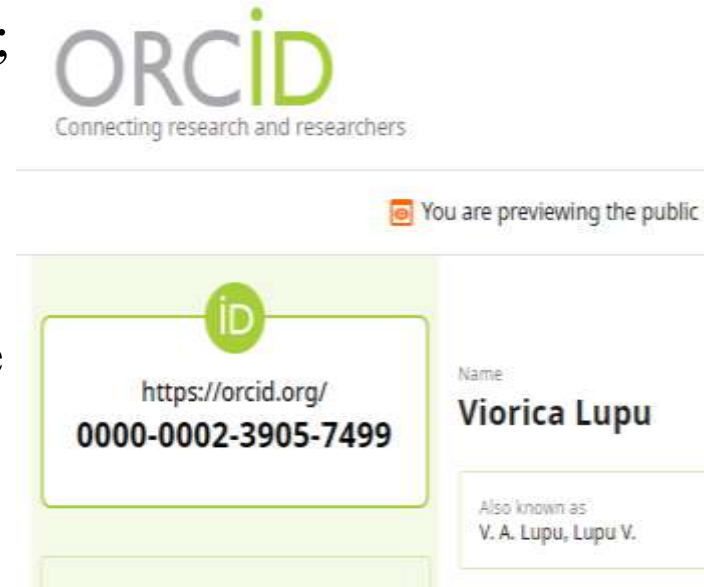 ;
ORCiD
Connecting research and researchers
You are previewing the public
iD
https://orcid.org/
0000-0002-3905-7499
e
Name
Viorica Lupu
Also known as
V. A. Lupu, Lupu V.